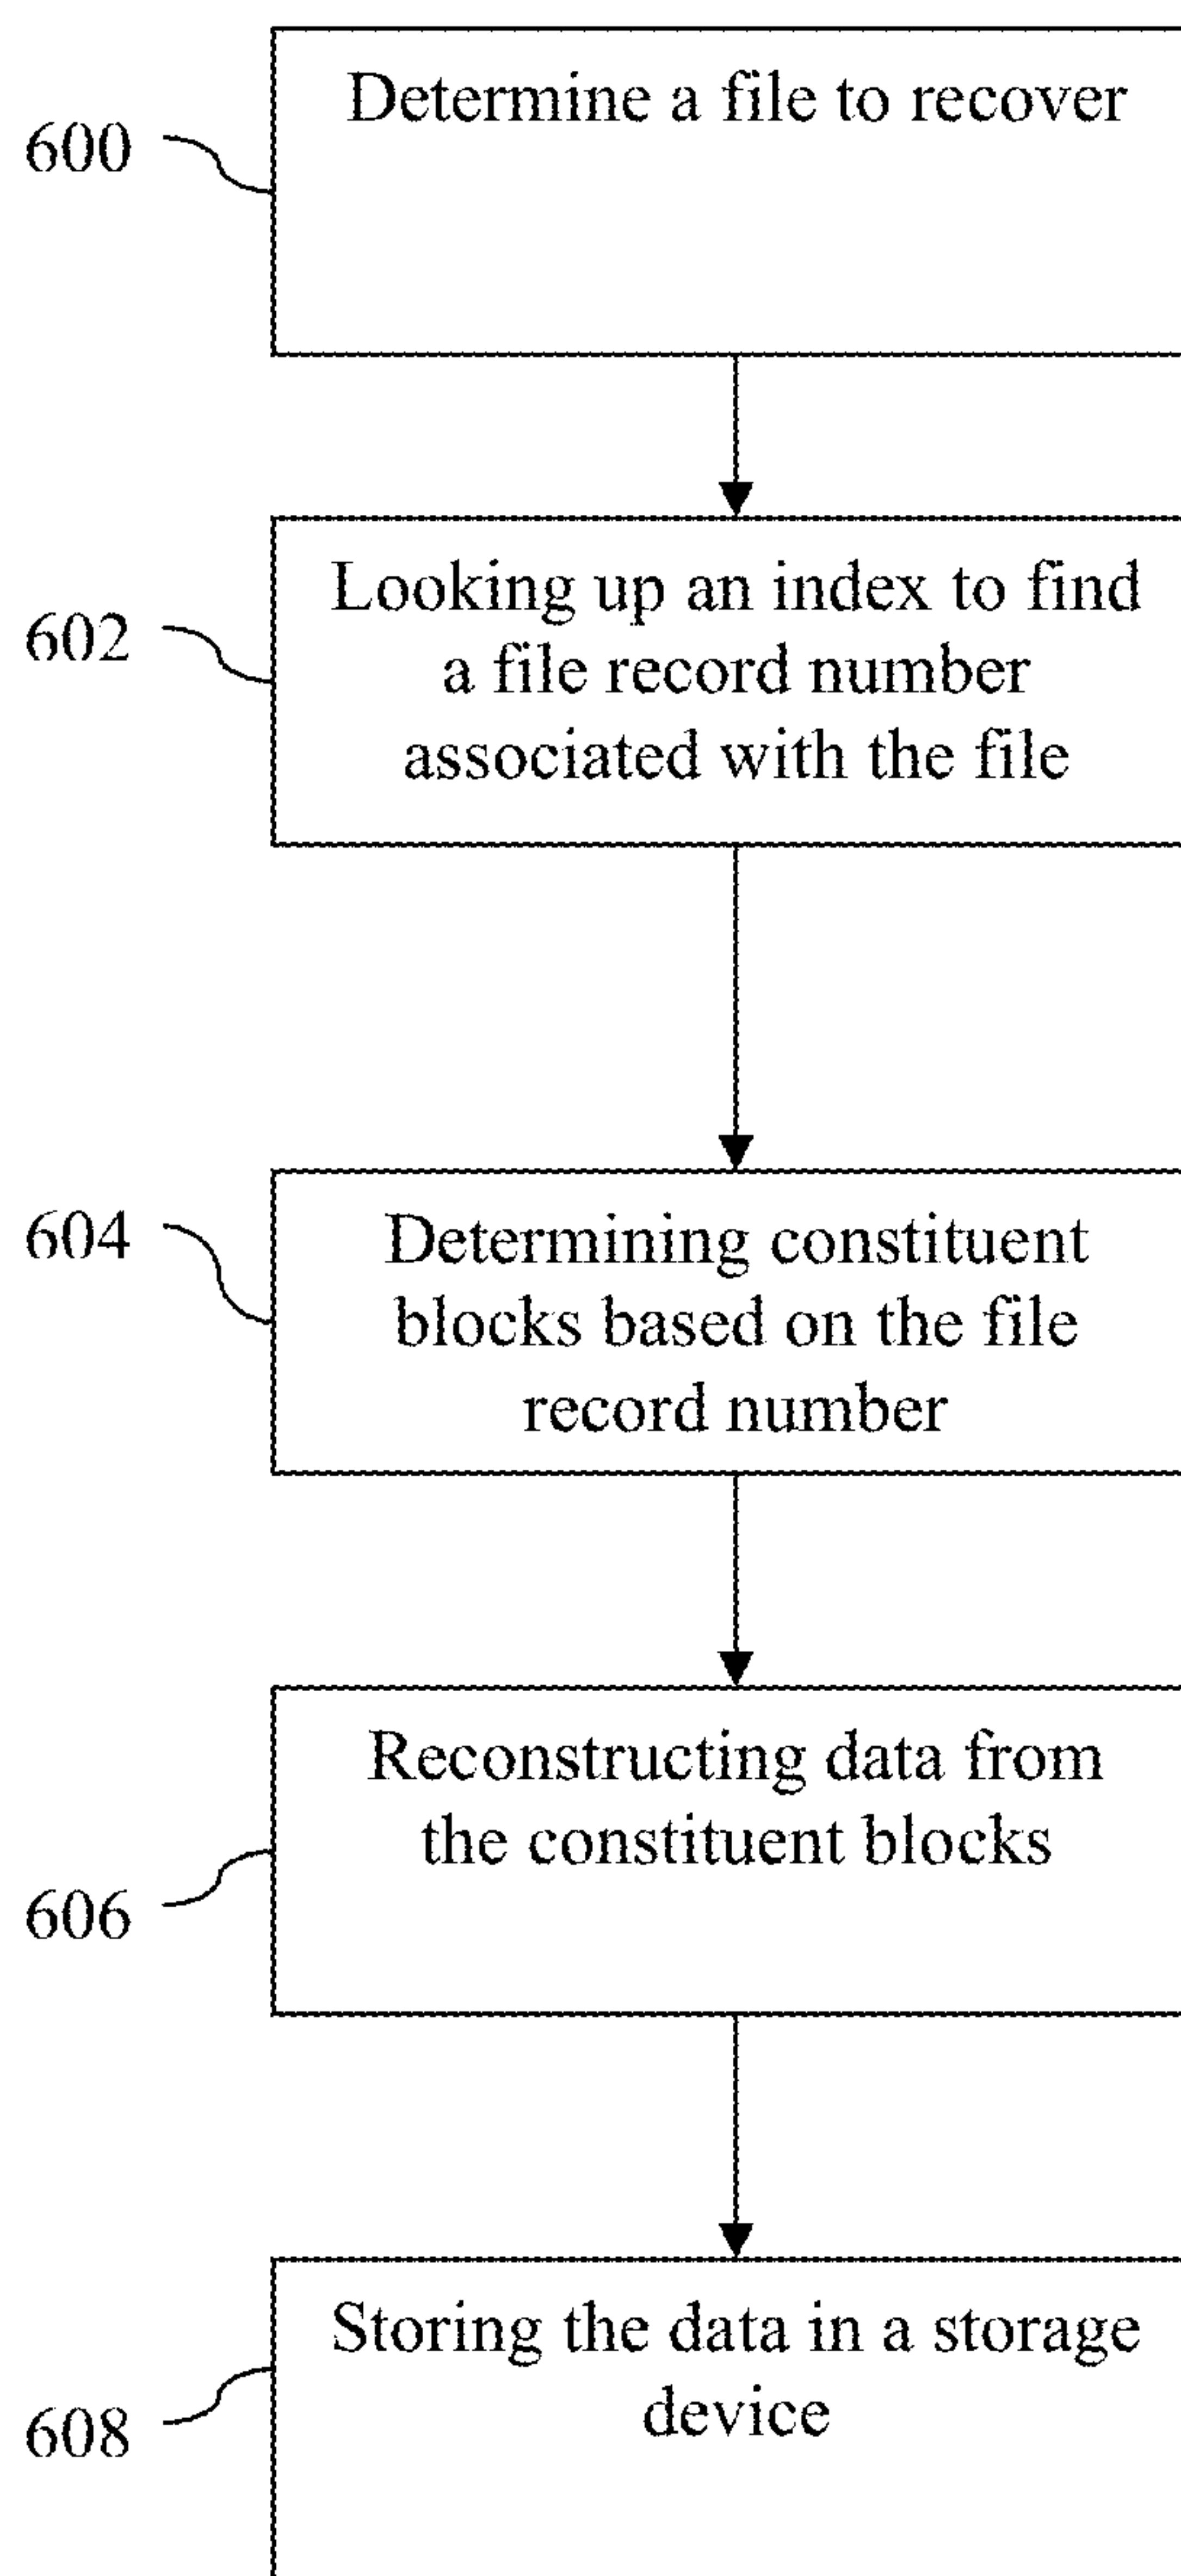 Determine a file to recover
600
Looking up an index to find
a file record number
associated with the file
602
Determining constituent
blocks based on the file
record number
604
Reconstructing data from
the constituent blocks
606
Storing the data in a storage
device
608